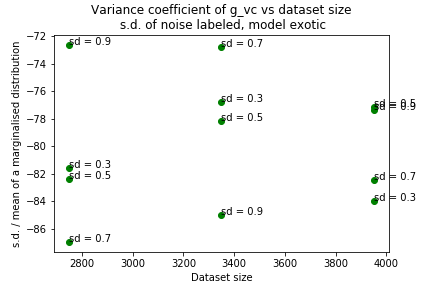 Variance coefficient of g_vc vs dataset size
s.d. of noise labeled, model exotic
s.d. / mean of a marginalised distribution
−72
−74
−76
−78
−80
−82
−84
−86
sd = 0.9
sd = 0.7
sd = 0.3
sd = 0.5
sd = 0.5
sd = 0.9
sd = 0.3
sd = 0.5
sd = 0.7
sd = 0.3
sd = 0.9
sd = 0.7
2800 3000 3200 3400 3600 3800 4000
Dataset size